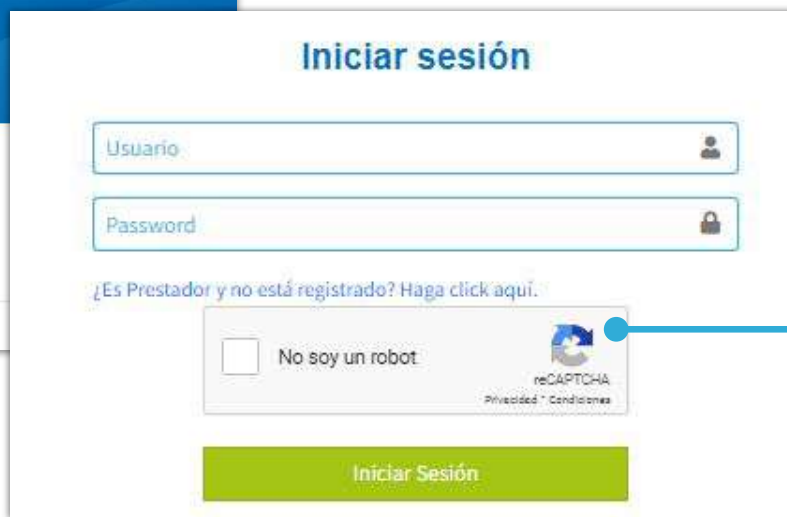 Iniciar sesión
Usuario
Password
¿Es Prestador y no está registrado? Haga click aquí.
No soy un robot
reCAPTCHA
Privacidad * Condiciones
Iniciar Sesión